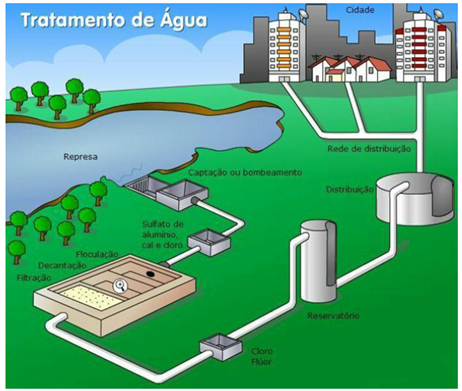 Tratamento de Água
Cidade
Rede de distribuição
Represa
Captação ou bombeamento
Distribuição
Sulfato de
alumínio,
cal e cloro
Floculação
Decantação
Filtração
Reservatório
Cloro
Flúor